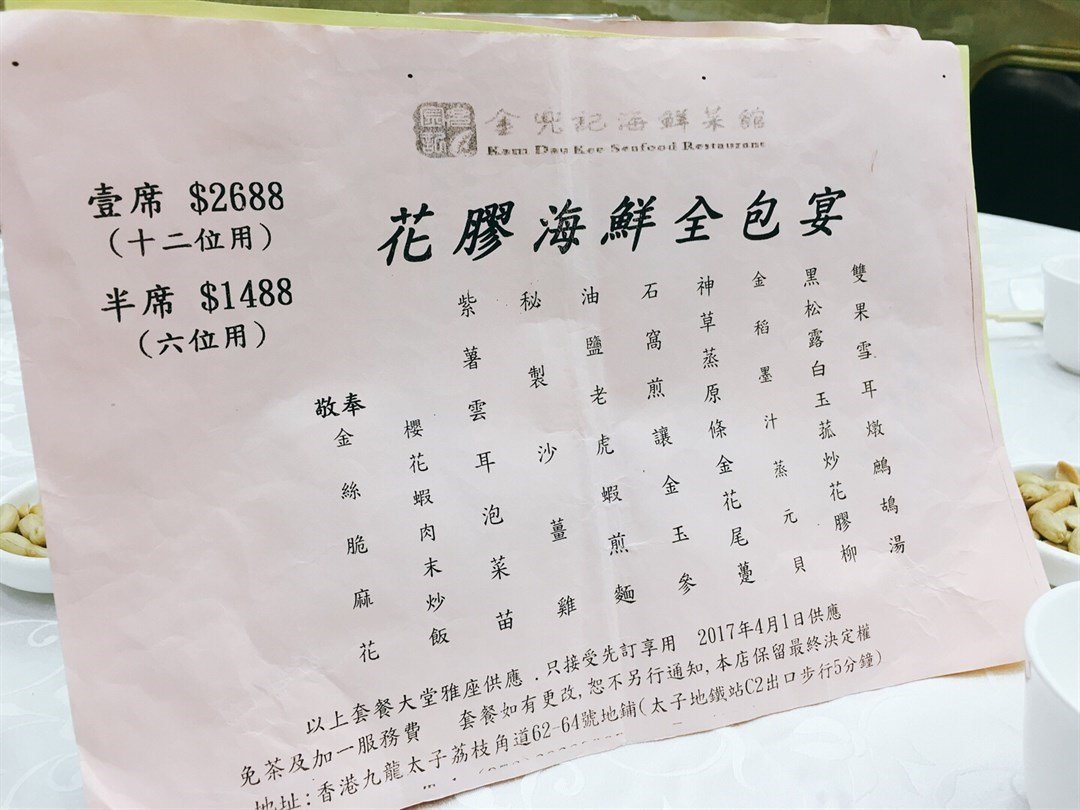 金兜記海鮮菜館
Kam Dau Kee Seafood Restaurant
花膠海鮮全包宴
壹席 $2688
(十二位用)
半席 $1488
(六位用)
雙果雪耳燉鷓鴣湯
黑松露白玉菰炒花膠柳
金稻墨汁蒸元貝
神草蒸原條金花尾躉
石窩煎讓金玉參
油鹽老虎蝦煎麵
秘製沙薑雞
紫薯雲耳泡菜苗
櫻花蝦肉末炒飯
金絲脆麻花
敬奉
以上套餐大堂雅座供應．只接受先訂享用 2017年4月1日供應
免茶及加一服務費 套餐如有更改,恕不另行通知,本店保留最終決定權
地址:香港九龍太子荔枝角道62-64號地鋪(太子地鐵站C2出口步行5分鐘)